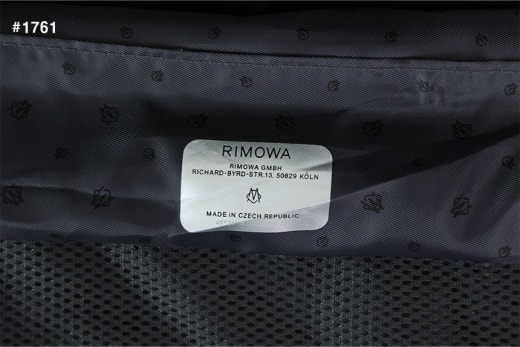 #1761
RIMOWA
RIMOWA GMBH
RICHARD-BYRD-STR.13, 50829 KÖLN
MADE IN CZECH REPUBLIC